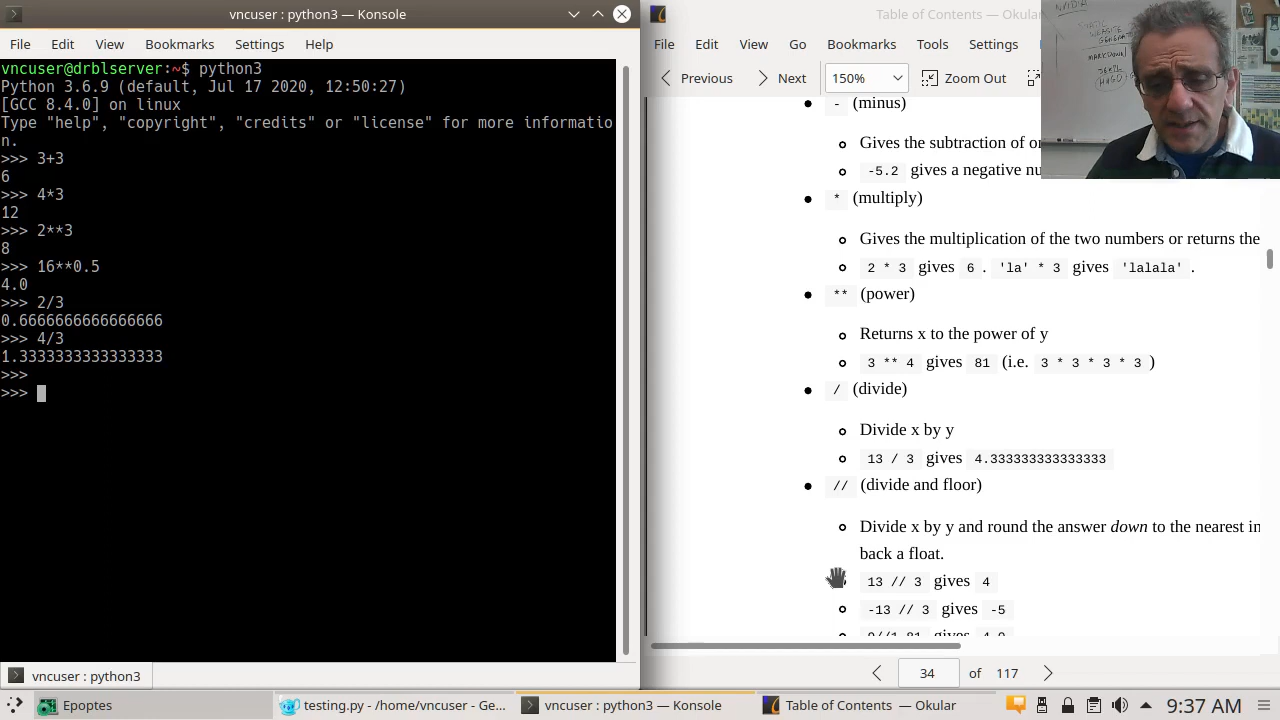 vncuser : python3 — Konsole
File Edit View Bookmarks Settings Help
vncuser@drblserver:~$ python3
Python 3.6.9 (default, Jul 17 2020, 12:50:27)
[GCC 8.4.0] on linux
Type "help", "copyright", "credits" or "license" for more informatio
n.
>>> 3+3
6
>>> 4*3
12
>>> 2**3
8
>>> 16**0.5
4.0
>>> 2/3
0.6666666666666666
>>> 4/3
1.3333333333333333
>>>
>>>
vncuser : python3
Table of Contents — Okular
File Edit View Go Bookmarks Tools Settings
Previous Next 150% Zoom Out
- (minus)
Gives the subtraction of
-5.2 gives a negative
* (multiply)
Gives the multiplication of the two numbers or returns the
2 * 3 gives 6 . 'la' * 3 gives 'lalala' .
** (power)
Returns x to the power of y
3 ** 4 gives 81 (i.e. 3 * 3 * 3 * 3 )
/ (divide)
Divide x by y
13 / 3 gives 4.333333333333333
// (divide and floor)
Divide x by y and round the answer down to the nearest in
back a float.
13 // 3 gives 4
-13 // 3 gives -5
9//1.81 gives 4.0
34 of 117
STATIC
WEBSITE
MARKDOWN
Epoptes testing.py - /home/vncuser - Ge... vncuser : python3 — Konsole Table of Contents — Okular 9:37 AM